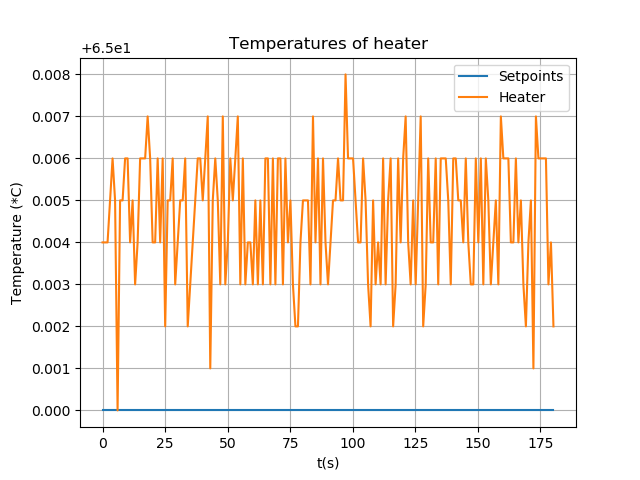 Temperatures of heater
+6.5e1
Setpoints
Heater
0.008
0.007
0.006
0.005
0.004
0.003
0.002
0.001
0.000
Temperature (*C)
0 25 50 75 100 125 150 175
t(s)